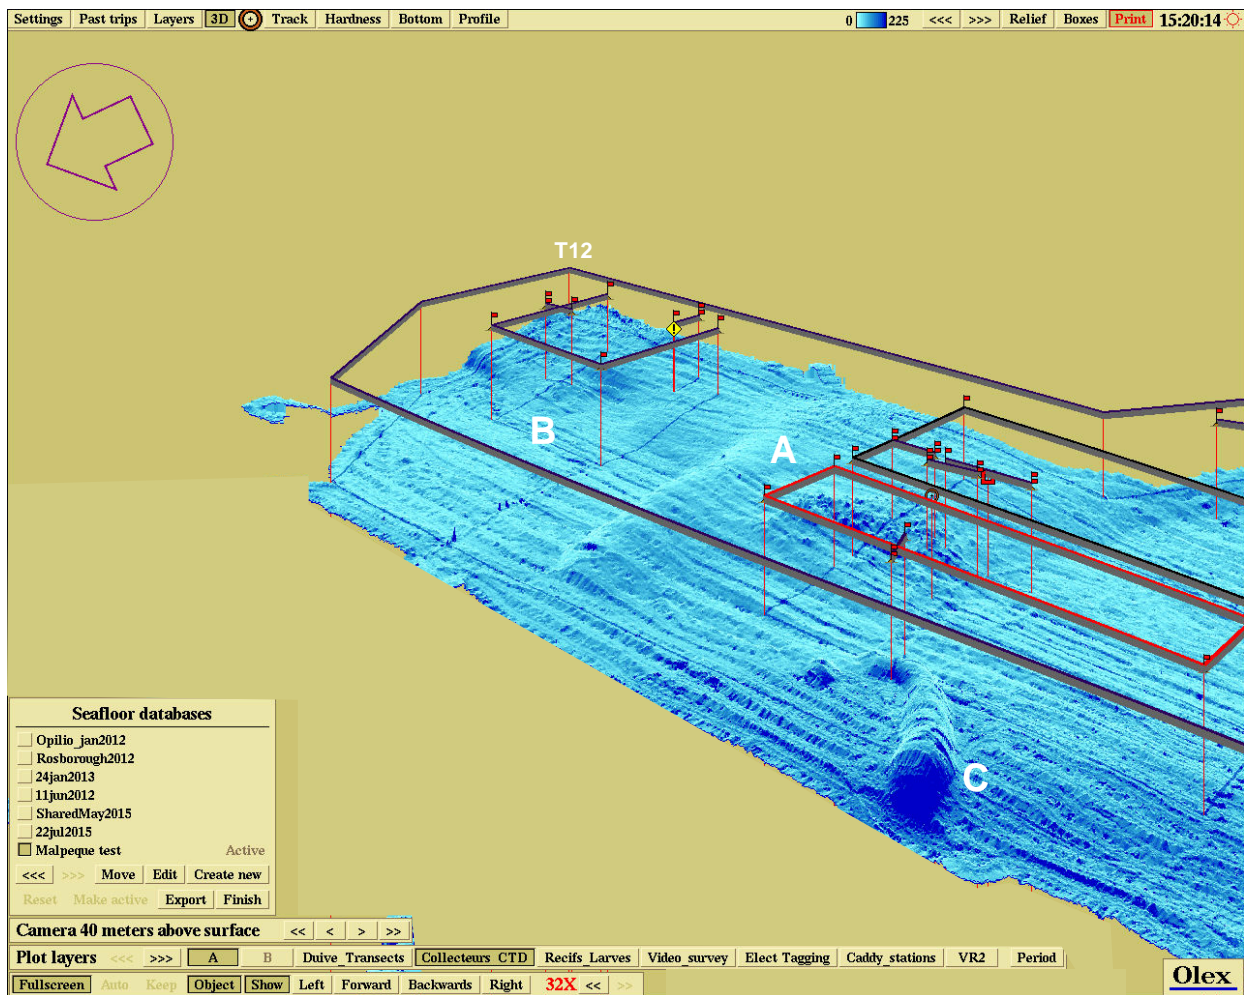 Settings Past trips Layers 3D Track Hardness Bottom Profile 0 225 <<< >>> Relief Boxes Print 15:20:14
T12
B
A
C
Seafloor databases
Opilio_jan2012
Rosborough2012
24jan2013
11jun2012
SharedMay2015
22jul2015
Malpeque test Active
<<< >>> Move Edit Create new
Reset Make active Export Finish
Camera 40 meters above surface << < > >>
Plot layers <<< >>> A B Duive_Transects Collecteurs CTD Recifs_Larves Video_survey Elect Tagging Caddy_stations VR2 Period
Fullscreen Auto Keep Object Show Left Forward Backwards Right 32X << >>
Olex